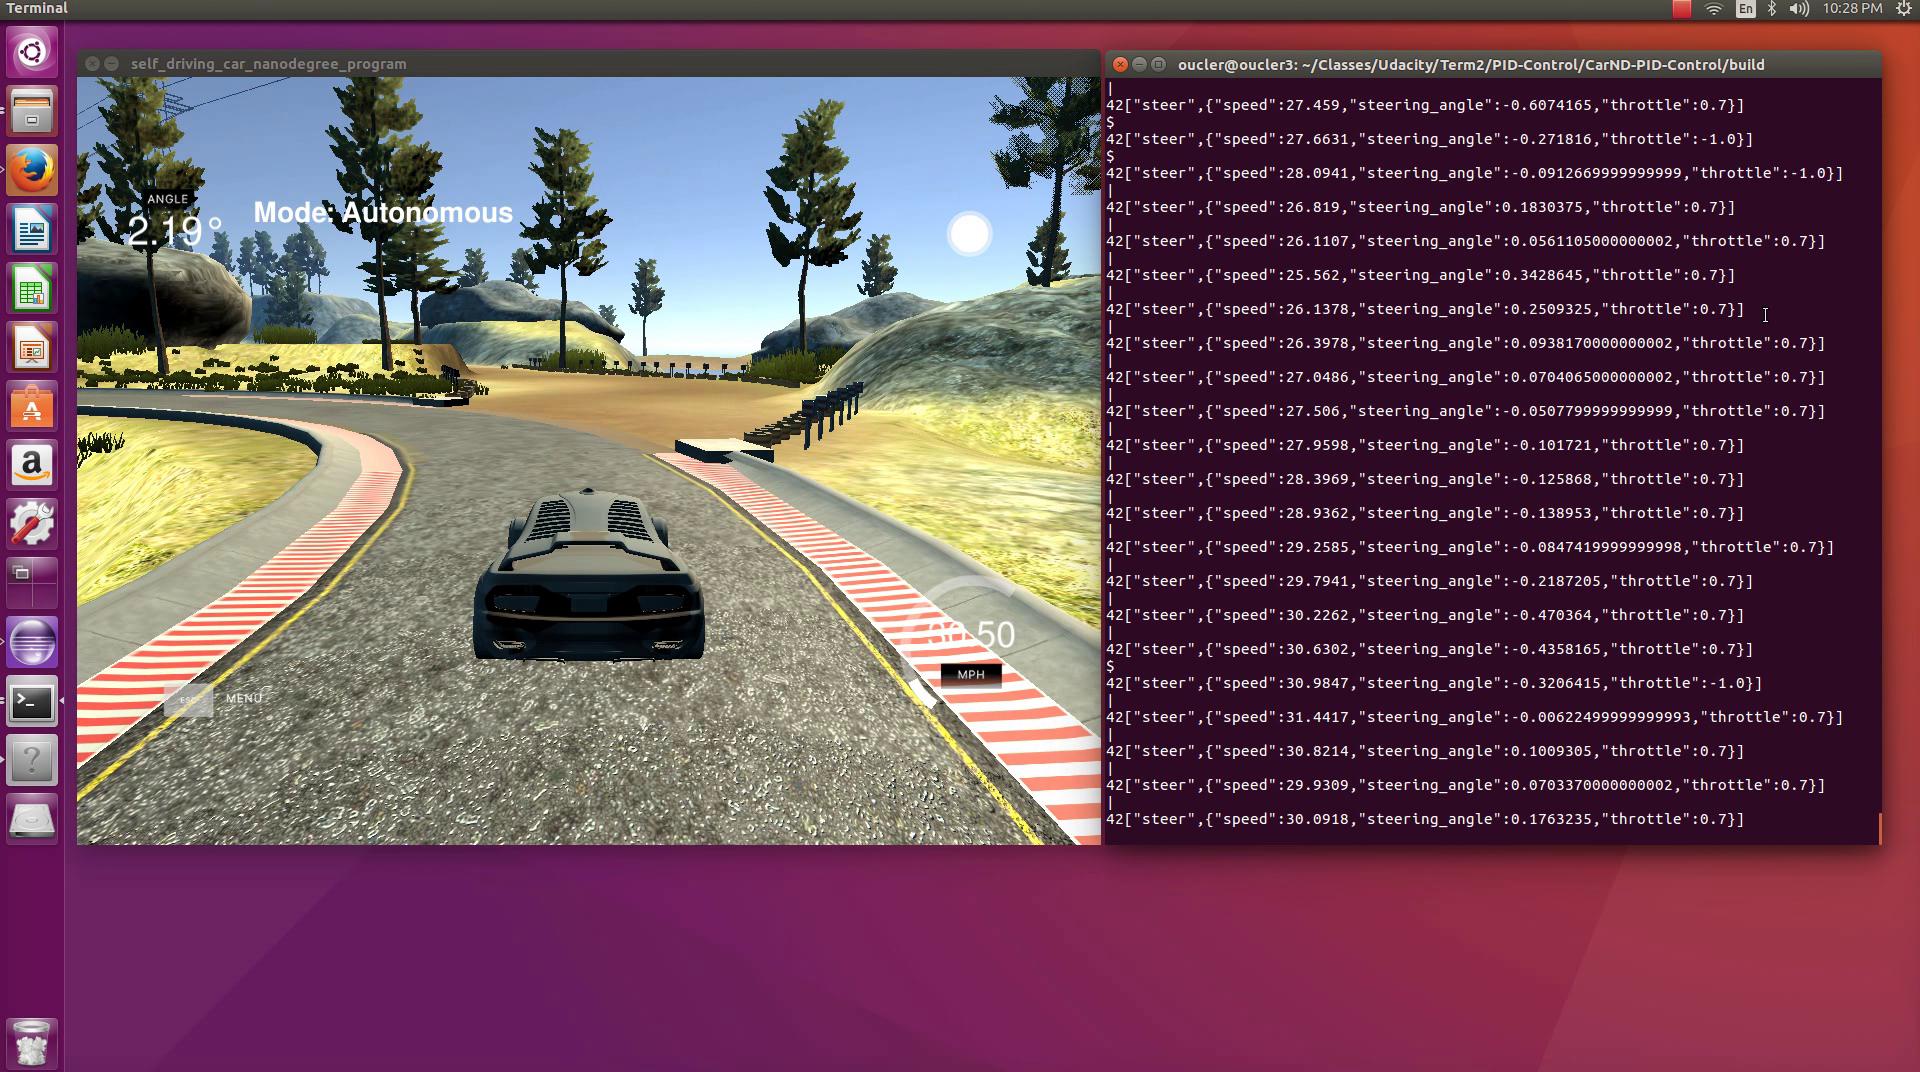 Terminal
En
10:28 PM
self_driving_car_nanodegree_program
ANGLE
2.19°
Mode: Autonomous
30.50
MPH
ESC
MENU
oucler@oucler3: ~/Classes/Udacity/Term2/PID-Control/CarND-PID-Control/build
|
42["steer",{"speed":27.459,"steering_angle":-0.6074165,"throttle":0.7}]
$
42["steer",{"speed":27.6631,"steering_angle":-0.271816,"throttle":-1.0}]
$
42["steer",{"speed":28.0941,"steering_angle":-0.0912669999999999,"throttle":-1.0}]
|
42["steer",{"speed":26.819,"steering_angle":0.1830375,"throttle":0.7}]
|
42["steer",{"speed":26.1107,"steering_angle":0.0561105000000002,"throttle":0.7}]
|
42["steer",{"speed":25.562,"steering_angle":0.3428645,"throttle":0.7}]
|
42["steer",{"speed":26.1378,"steering_angle":0.2509325,"throttle":0.7}]
|
42["steer",{"speed":26.3978,"steering_angle":0.0938170000000002,"throttle":0.7}]
|
42["steer",{"speed":27.0486,"steering_angle":0.0704065000000002,"throttle":0.7}]
|
42["steer",{"speed":27.506,"steering_angle":-0.0507799999999999,"throttle":0.7}]
|
42["steer",{"speed":27.9598,"steering_angle":-0.101721,"throttle":0.7}]
|
42["steer",{"speed":28.3969,"steering_angle":-0.125868,"throttle":0.7}]
|
42["steer",{"speed":28.9362,"steering_angle":-0.138953,"throttle":0.7}]
|
42["steer",{"speed":29.2585,"steering_angle":-0.0847419999999998,"throttle":0.7}]
|
42["steer",{"speed":29.7941,"steering_angle":-0.2187205,"throttle":0.7}]
|
42["steer",{"speed":30.2262,"steering_angle":-0.470364,"throttle":0.7}]
|
42["steer",{"speed":30.6302,"steering_angle":-0.4358165,"throttle":0.7}]
$
42["steer",{"speed":30.9847,"steering_angle":-0.3206415,"throttle":-1.0}]
|
42["steer",{"speed":31.4417,"steering_angle":-0.00622499999999993,"throttle":0.7}]
|
42["steer",{"speed":30.8214,"steering_angle":0.1009305,"throttle":0.7}]
|
42["steer",{"speed":29.9309,"steering_angle":0.0703370000000002,"throttle":0.7}]
|
42["steer",{"speed":30.0918,"steering_angle":0.1763235,"throttle":0.7}]